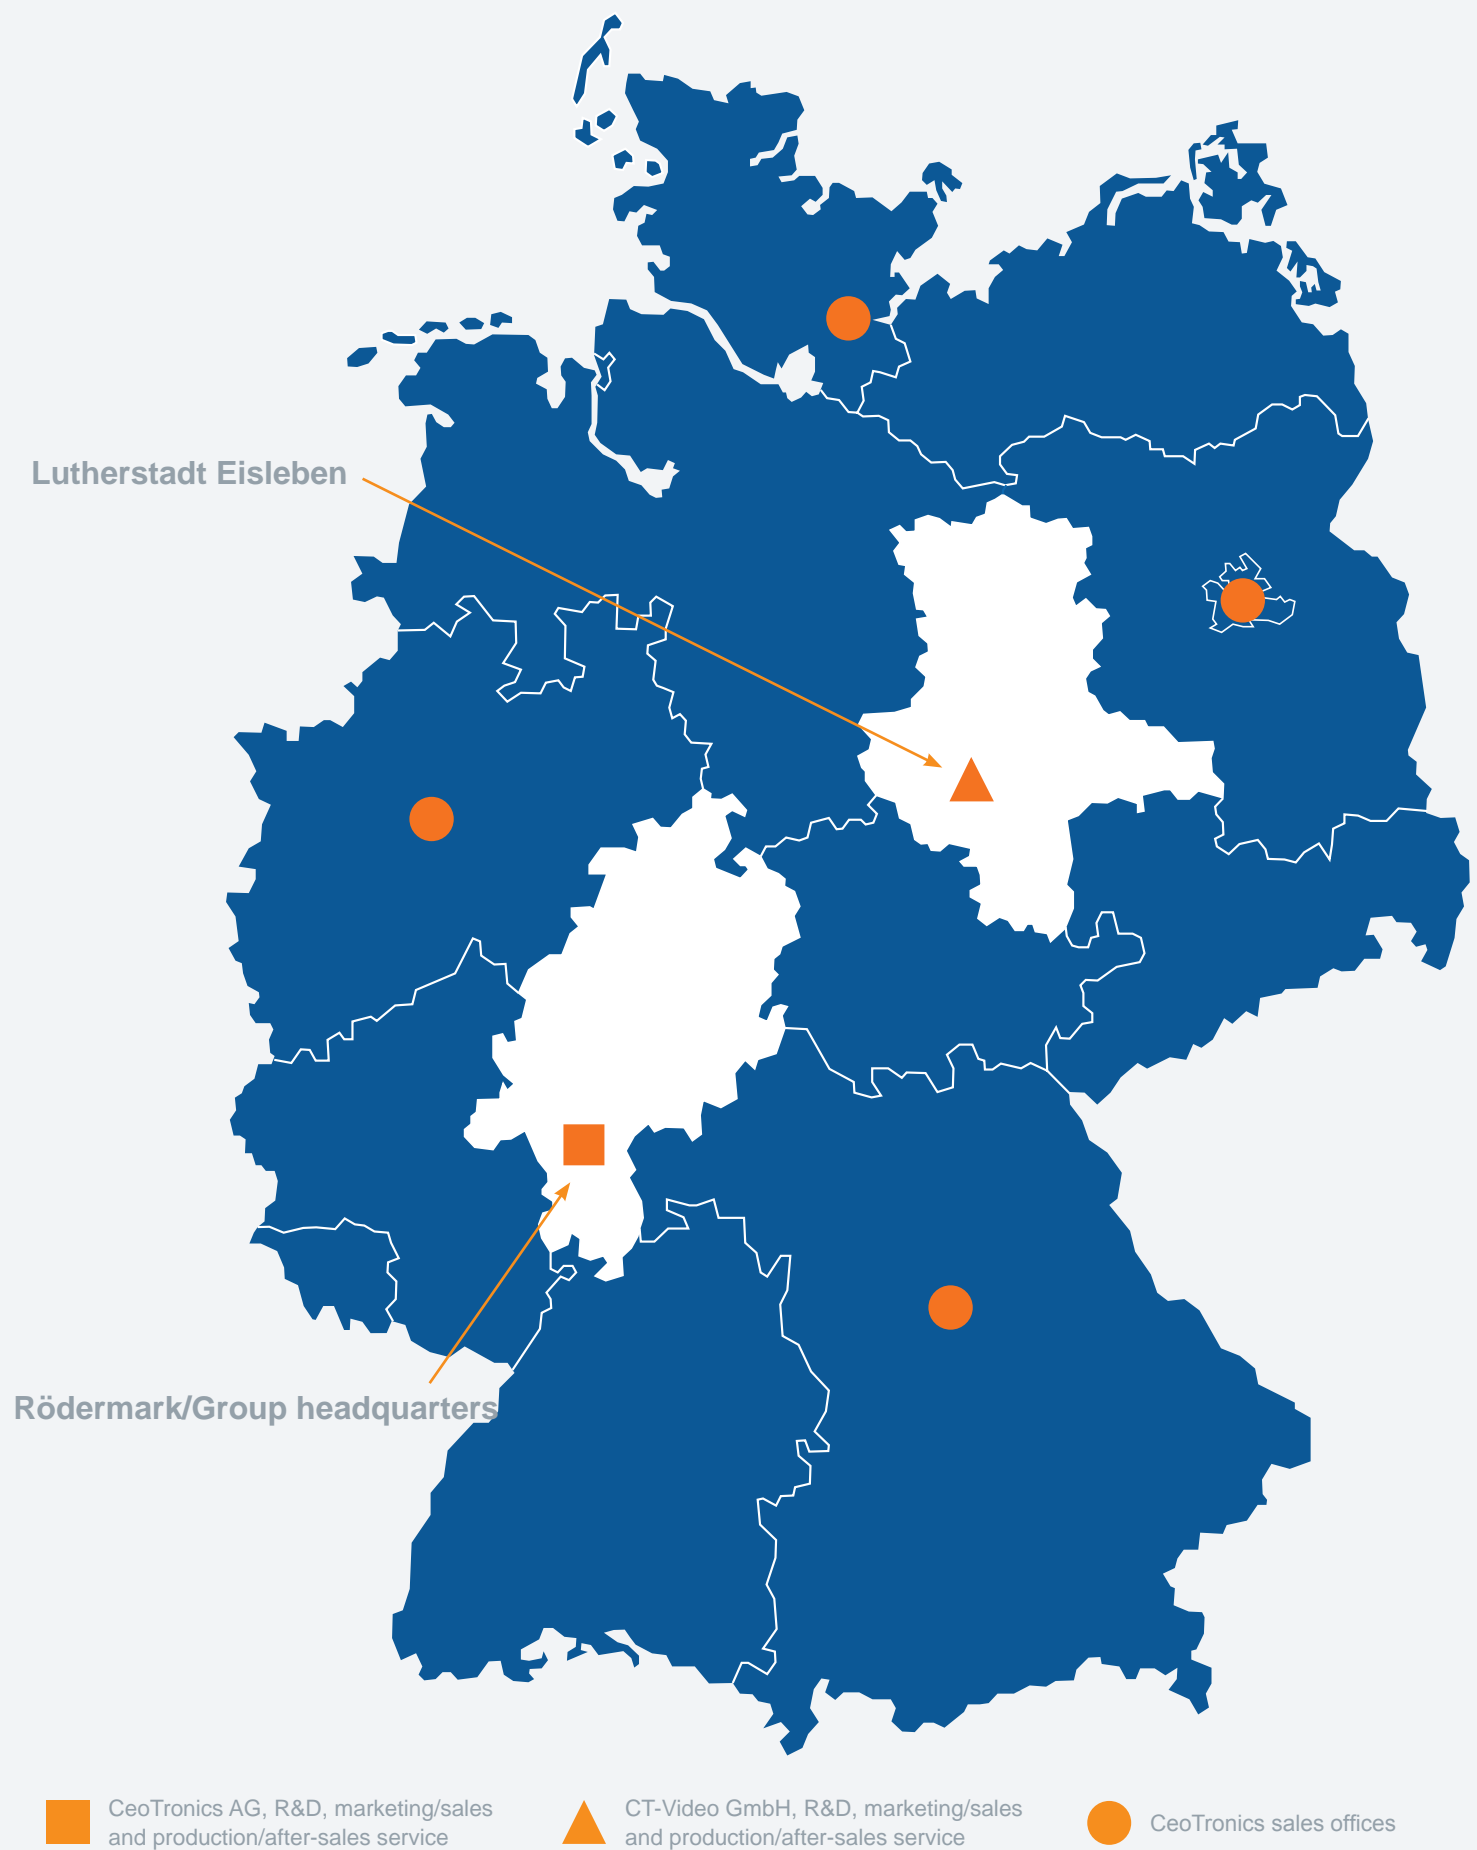 Lutherstadt Eisleben
Rödermark/Group headquarters
CeoTronics AG, R&D, marketing/sales
and production/after-sales service
CT-Video GmbH, R&D, marketing/sales
and production/after-sales service
CeoTronics sales offices